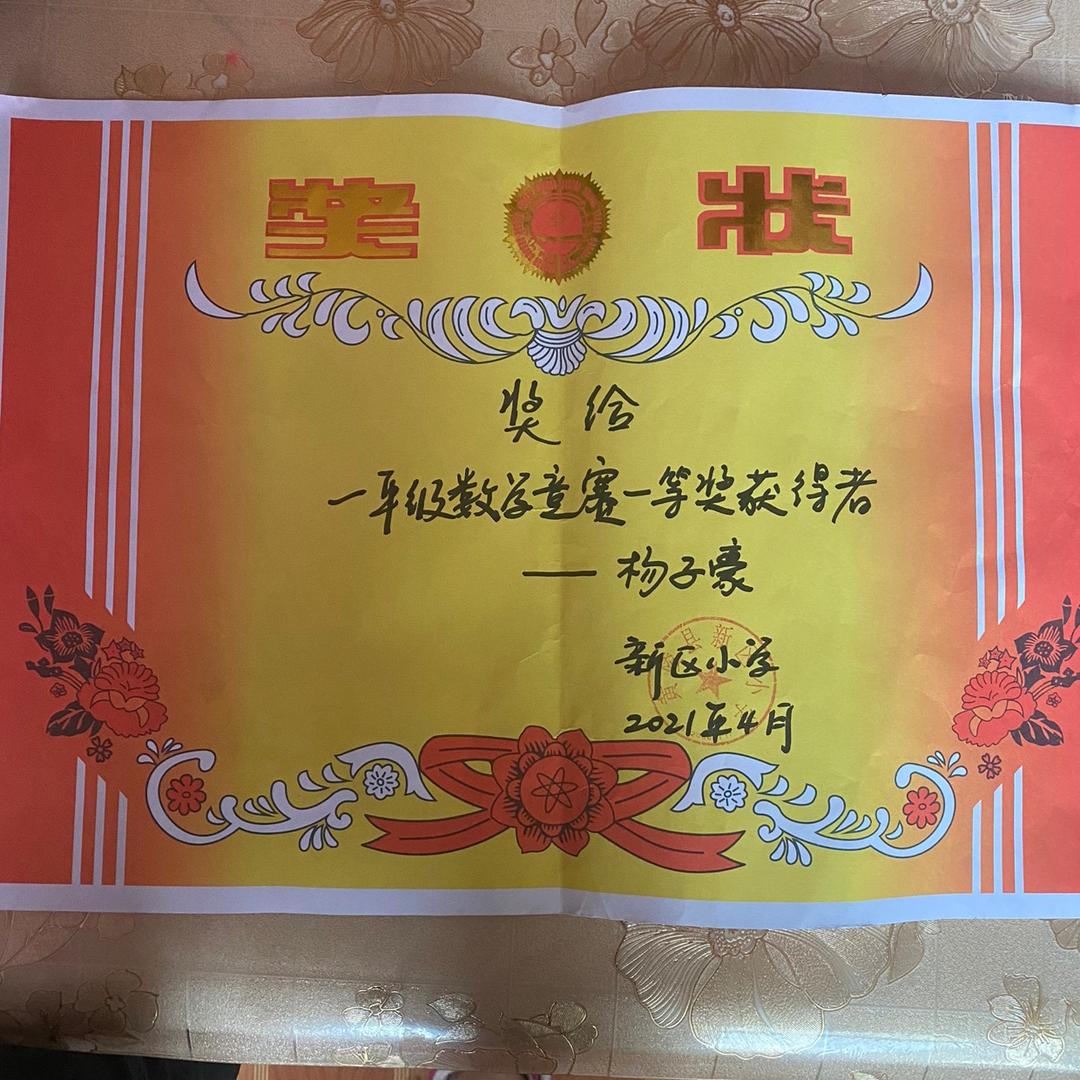 奖 状
奖给
一年级数学竞赛一等奖获得者
——杨子豪
新区小学
2021年4月